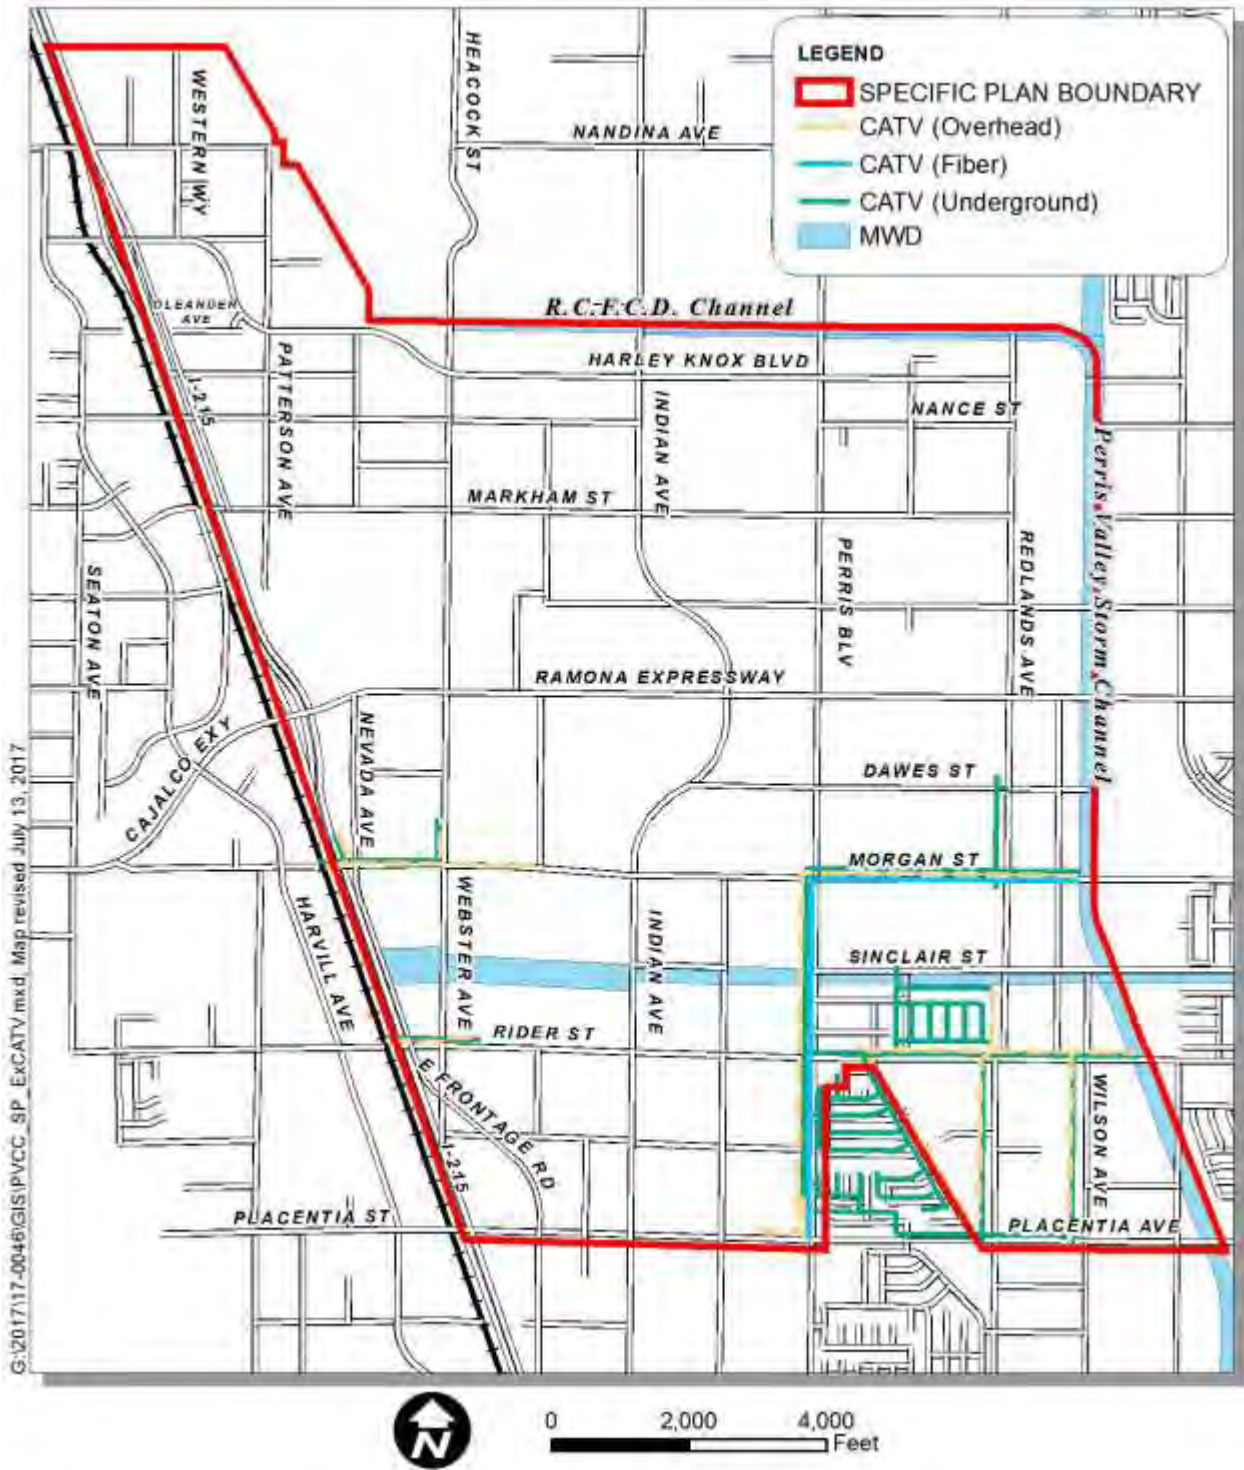 LEGEND
SPECIFIC PLAN BOUNDARY
CATV (Overhead)
CATV (Fiber)
CATV (Underground)
MWD
HEACOCK ST
WESTERN WY
NANDINA AVE
R.C.F.C.D. Channel
OLEANDER
AVE
HARLEY KNOX BLVD
PATTERSON AVE
I-215
INDIAN AVE
NANCE ST
Perris Valley Storm Channel
MARKHAM ST
PERRIS BLV
REDLANDS AVE
SEATON AVE
RAMONA EXPRESSWAY
NEVADA AVE
CAJALCO EXY
DAWES ST
MORGAN ST
HARVILL AVE
WEBSTER AVE
INDIAN AVE
SINCLAIR ST
RIDER ST
E FRONTAGE RD
WILSON AVE
I-215
PLACENTIA ST
PLACENTIA AVE
G:\2017\17-0046\GIS\PVCC_SP_ExCATV.mxd, Map revised July 13, 2017
N
0 2,000 4,000
Feet